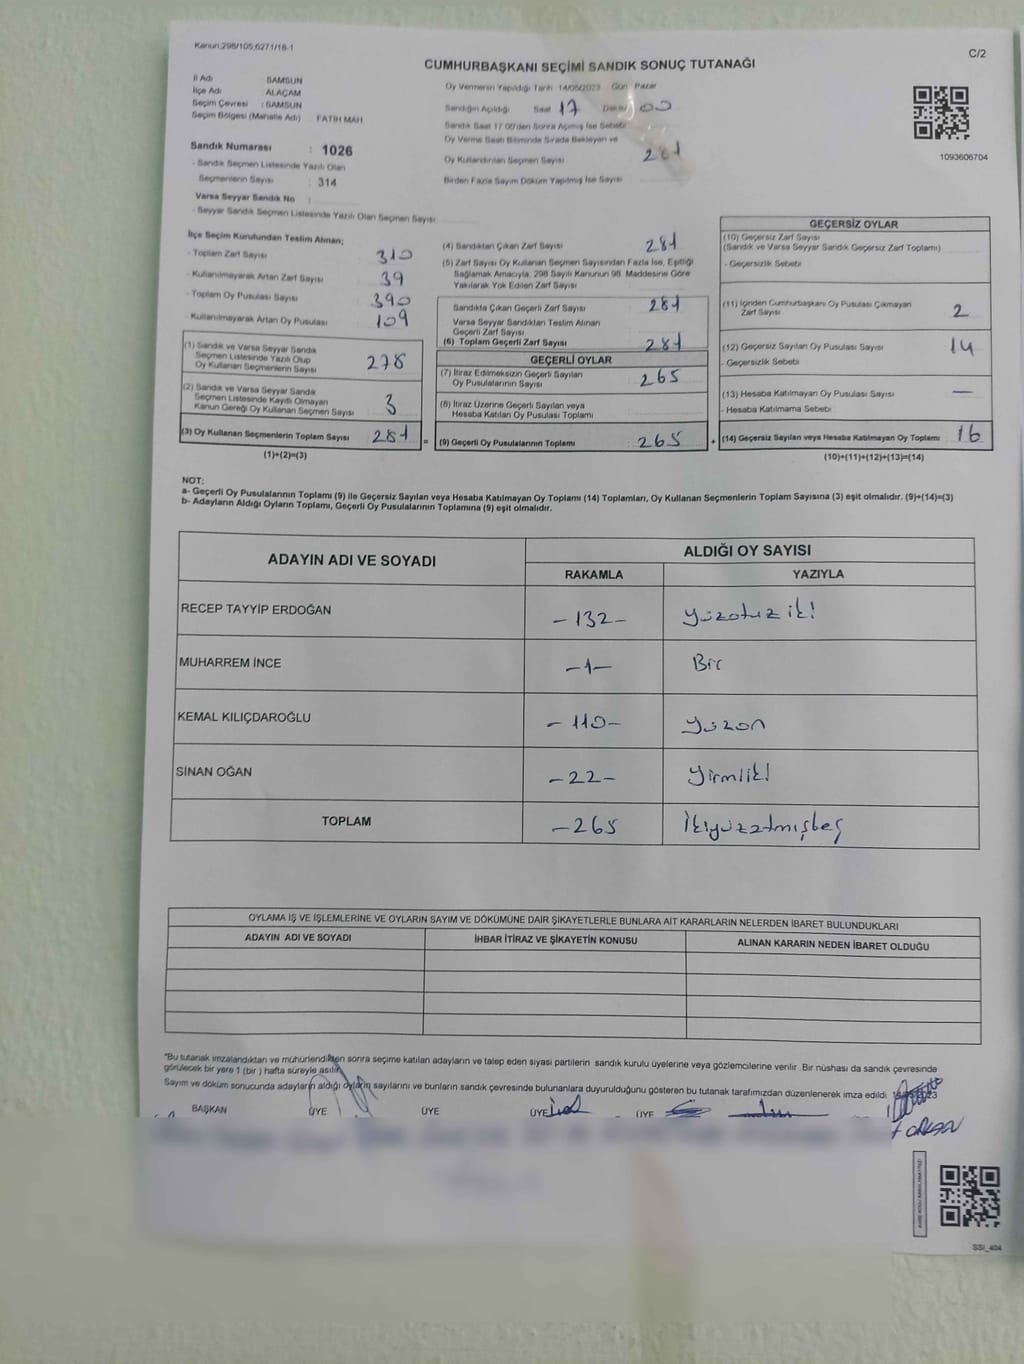 Kanun:298/105,6271/18-1
C/2
CUMHURBAŞKANI SEÇİMİ SANDIK SONUÇ TUTANAĞI
İl Adı SAMSUN
İlçe Adı ALAÇAM
Seçim Çevresi : SAMSUN
Seçim Bölgesi (Mahalle Adı) FATİH MAH
Oy Vermenin Yapıldığı Tarih 14/05/2023 Gün Pazar
Sandığın Açıldığı Saat 17 Dakika 00
Sandık Saat 17.00'den Sonra Açılmış İse Sebebi
Oy Verme Saati Bitiminde Sırada Bekleyen ve
Oy Kullandırılan Seçmen Sayısı 281
Birden Fazla Sayım Döküm Yapılmış İse Sayısı
1093606704
Sandık Numarası : 1026
- Sandık Seçmen Listesinde Yazılı Olan
Seçmenlerin Sayısı : 314
Varsa Seyyar Sandık No :
- Seyyar Sandık Seçmen Listesinde Yazılı Olan Seçmen Sayısı
İlçe Seçim Kurulundan Teslim Alınan;
- Toplam Zarf Sayısı 310
- Kullanılmayarak Artan Zarf Sayısı 39
- Toplam Oy Pusulası Sayısı 390
- Kullanılmayarak Artan Oy Pusulası 109
(1) Sandık ve Varsa Seyyar Sandık
Seçmen Listesinde Yazılı Olup
Oy Kullanan Seçmenlerin Sayısı 278
(2) Sandık ve Varsa Seyyar Sandık
Seçmen Listesinde Kayıtlı Olmayan
Kanun Gereği Oy Kullanan Seçmen Sayısı 3
(3) Oy Kullanan Seçmenlerin Toplam Sayısı 281 =
(1)+(2)=(3)
(4) Sandıktan Çıkan Zarf Sayısı 281
(5) Zarf Sayısı Oy Kullanan Seçmen Sayısından Fazla İse, Eşitliği
Sağlamak Amacıyla, 298 Sayılı Kanunun 98. Maddesine Göre
Yakılarak Yok Edilen Zarf Sayısı
Sandıkta Çıkan Geçerli Zarf Sayısı 281
Varsa Seyyar Sandıktan Teslim Alınan
Geçerli Zarf Sayısı
(6) Toplam Geçerli Zarf Sayısı 281
GEÇERLİ OYLAR
(7) İtiraz Edilmeksizin Geçerli Sayılan
Oy Pusulalarının Sayısı 265
(8) İtiraz Üzerine Geçerli Sayılan veya
Hesaba Katılan Oy Pusulası Toplamı
(9) Geçerli Oy Pusulalarının Toplamı 265 +
GEÇERSİZ OYLAR
(10) Geçersiz Zarf Sayısı
(Sandık ve Varsa Seyyar Sandık Geçersiz Zarf Toplamı)
- Geçersizlik Sebebi
(11) İçinden Cumhurbaşkanı Oy Pusulası Çıkmayan
Zarf Sayısı 2
(12) Geçersiz Sayılan Oy Pusulası Sayısı 14
- Geçersizlik Sebebi
(13) Hesaba Katılmayan Oy Pusulası Sayısı —
- Hesaba Katılmama Sebebi
(14) Geçersiz Sayılan veya Hesaba Katılmayan Oy Toplamı 16
(10)+(11)+(12)+(13)=(14)
NOT:
a- Geçerli Oy Pusulalarının Toplamı (9) ile Geçersiz Sayılan veya Hesaba Katılmayan Oy Toplamı (14) Toplamları, Oy Kullanan Seçmenlerin Toplam Sayısına (3) eşit olmalıdır. (9)+(14)=(3)
b- Adayların Aldığı Oyların Toplamı, Geçerli Oy Pusulalarının Toplamına (9) eşit olmalıdır.
ADAYIN ADI VE SOYADI ALDIĞI OY SAYISI
RAKAMLA YAZIYLA
RECEP TAYYİP ERDOĞAN -132- Yüzotuz iki
MUHARREM İNCE -1- Bir
KEMAL KILIÇDAROĞLU -110- Yüzon
SİNAN OĞAN -22- Yirmiiki
TOPLAM -265 İkiyüzatmışbeş
OYLAMA İŞ VE İŞLEMLERİNE VE OYLARIN SAYIM VE DÖKÜMÜNE DAİR ŞİKAYETLERLE BUNLARA AİT KARARLARIN NELERDEN İBARET BULUNDUKLARI
ADAYIN ADI VE SOYADI İHBAR İTİRAZ VE ŞİKAYETİN KONUSU ALINAN KARARIN NEDEN İBARET OLDUĞU
"Bu tutanak imzalandıktan ve mühürlendikten sonra seçime katılan adayların ve talep eden siyasi partilerin sandık kurulu üyelerine veya gözlemcilerine verilir .Bir nüshası da sandık çevresinde
görülecek bir yere 1 (bir ) hafta süreyle asılır.
Sayım ve döküm sonucunda adayların aldığı oyların sayılarını ve bunların sandık çevresinde bulunanlara duyurulduğunu gösteren bu tutanak tarafımızdan düzenlenerek imza edildi.
BAŞKAN ÜYE ÜYE ÜYE ÜYE
SSI_404